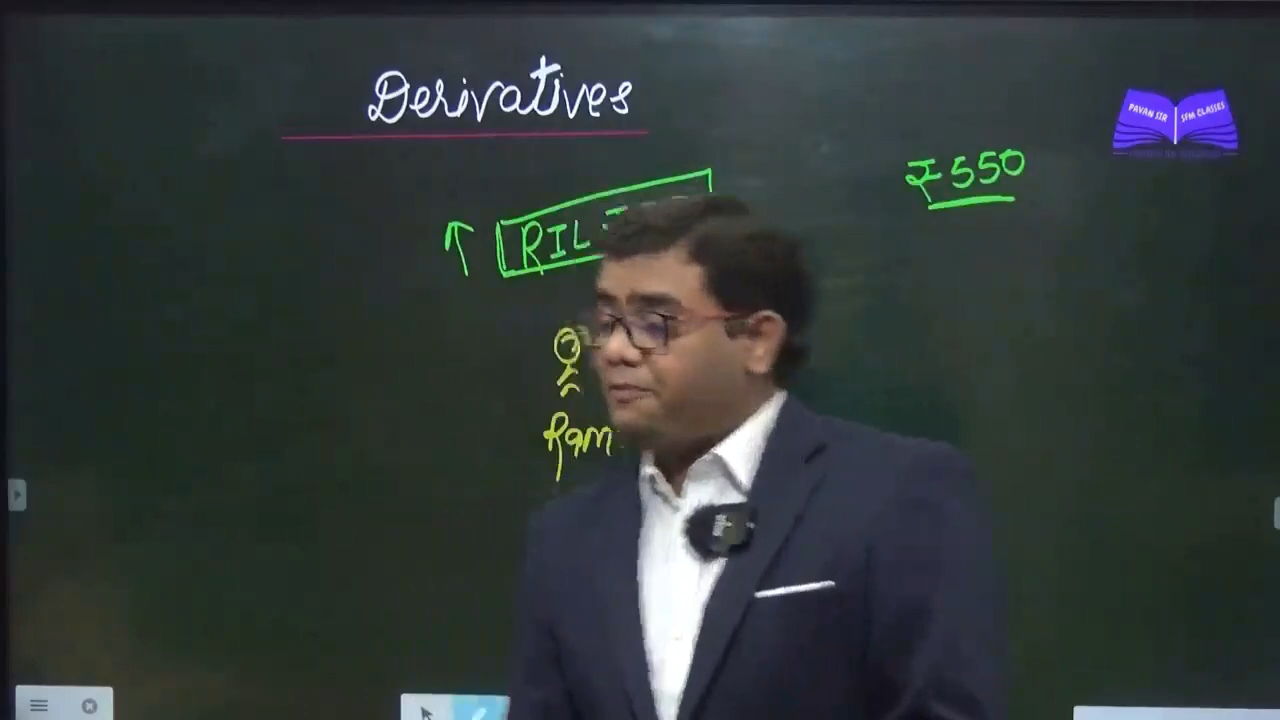 Derivatives
PAVAN SIR SFM CLASSES
₹550
↑ RIL
Ram